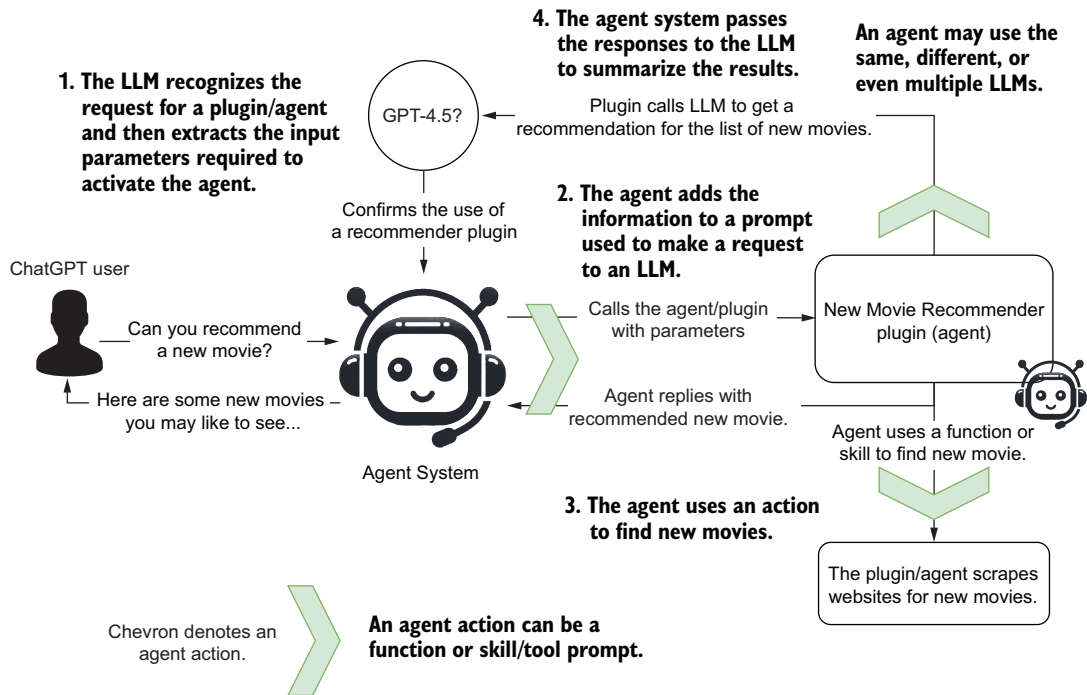 1. The LLM recognizes the
request for a plugin/agent
and then extracts the input
parameters required to
activate the agent.
GPT-4.5?
4. The agent system passes
the responses to the LLM
to summarize the results.
Plugin calls LLM to get a
recommendation for the list of new movies.
An agent may use the
same, different, or
even multiple LLMs.
Confirms the use of
a recommender plugin
2. The agent adds the
information to a prompt
used to make a request
to an LLM.
ChatGPT user
Can you recommend
a new movie?
Here are some new movies
you may like to see...
Agent System
Calls the agent/plugin
with parameters
Agent replies with
recommended new movie.
New Movie Recommender
plugin (agent)
Agent uses a function or
skill to find new movie.
3. The agent uses an action
to find new movies.
The plugin/agent scrapes
websites for new movies.
Chevron denotes an
agent action.
An agent action can be a
function or skill/tool prompt.